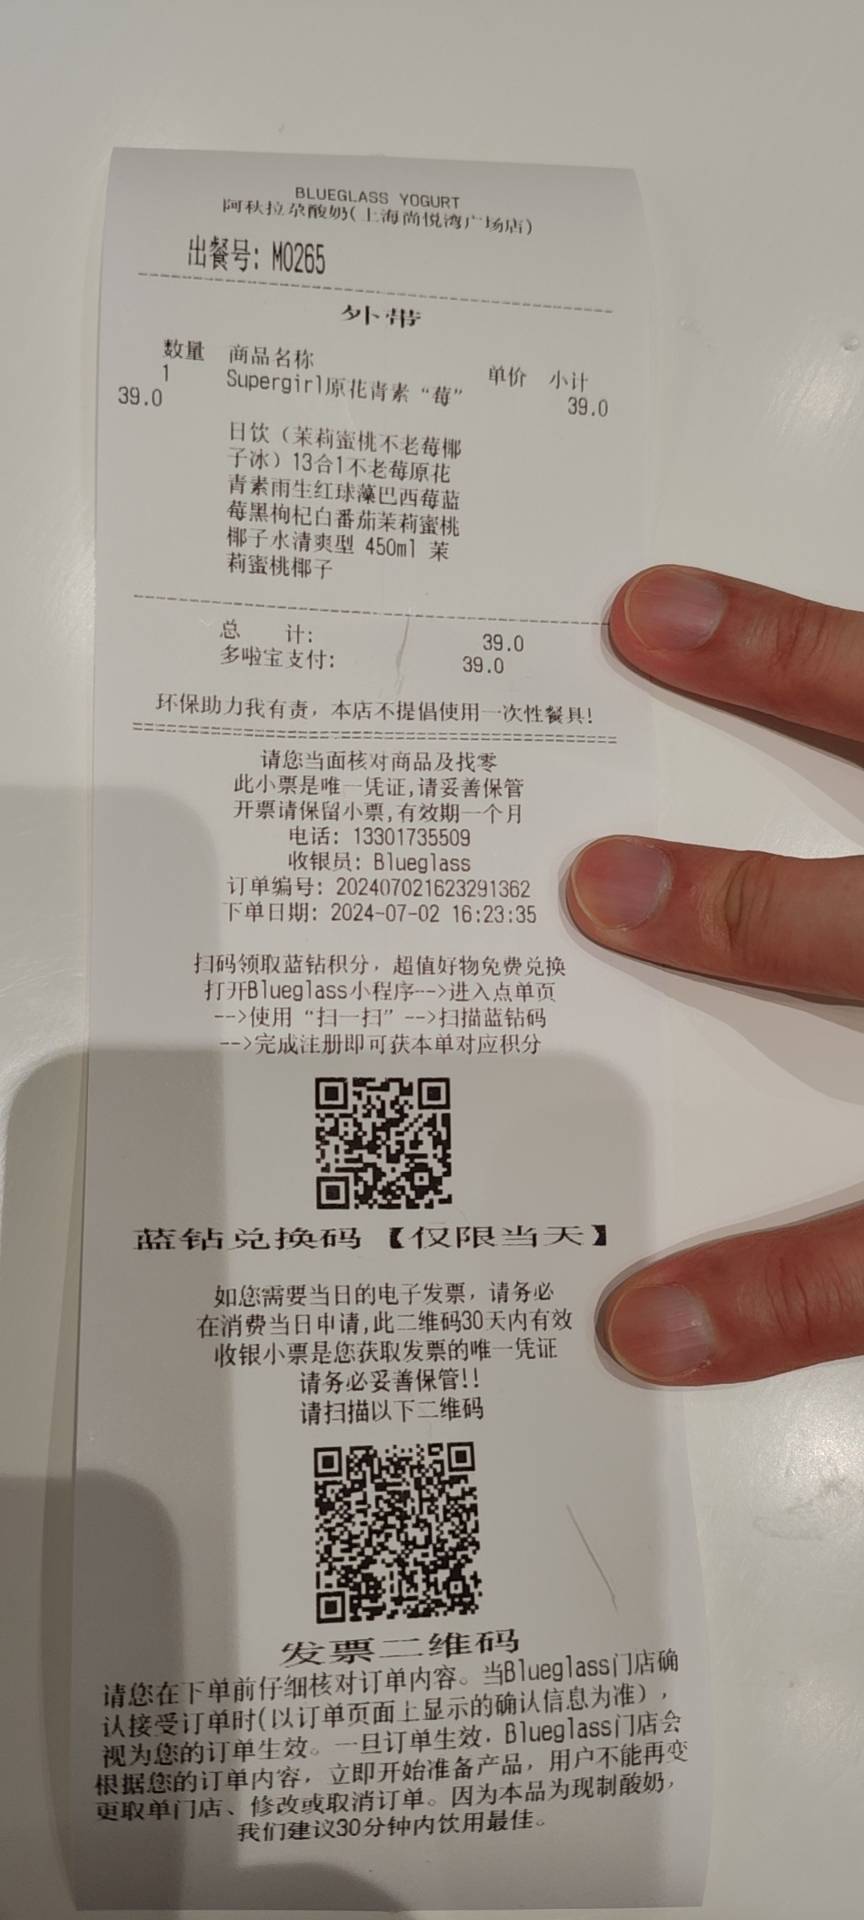 BLUEGLASS YOGURT
阿秋拉尕酸奶(上海尚悦湾广场店)
出餐号: M0265
外带
数量 商品名称 单价 小计
1 Supergirl原花青素“莓” 39.0
39.0
日饮（茉莉蜜桃不老莓椰
子冰）13合1不老莓原花
青素雨生红球藻巴西莓蓝
莓黑枸杞白番茄茉莉蜜桃
椰子水清爽型 450ml 茉
莉蜜桃椰子
总 计: 39.0
多啦宝支付: 39.0
环保助力我有责，本店不提倡使用一次性餐具!
请您当面核对商品及找零
此小票是唯一凭证,请妥善保管
开票请保留小票,有效期一个月
电话: 13301735509
收银员: Blueglass
订单编号: 202407021623291362
下单日期: 2024-07-02 16:23:35
扫码领取蓝钻积分，超值好物免费兑换
打开Blueglass小程序-->进入点单页
-->使用“扫一扫”-->扫描蓝钻码
-->完成注册即可获本单对应积分
蓝钻兑换码【仅限当天】
如您需要当日的电子发票，请务必
在消费当日申请,此二维码30天内有效
收银小票是您获取发票的唯一凭证
请务必妥善保管!!
请扫描以下二维码
发票二维码
请您在下单前仔细核对订单内容。当Blueglass门店确
认接受订单时(以订单页面上显示的确认信息为准)，
视为您的订单生效。一旦订单生效，Blueglass门店会
根据您的订单内容，立即开始准备产品，用户不能再变
更取单门店、修改或取消订单。因为本品为现制酸奶，
我们建议30分钟内饮用最佳。